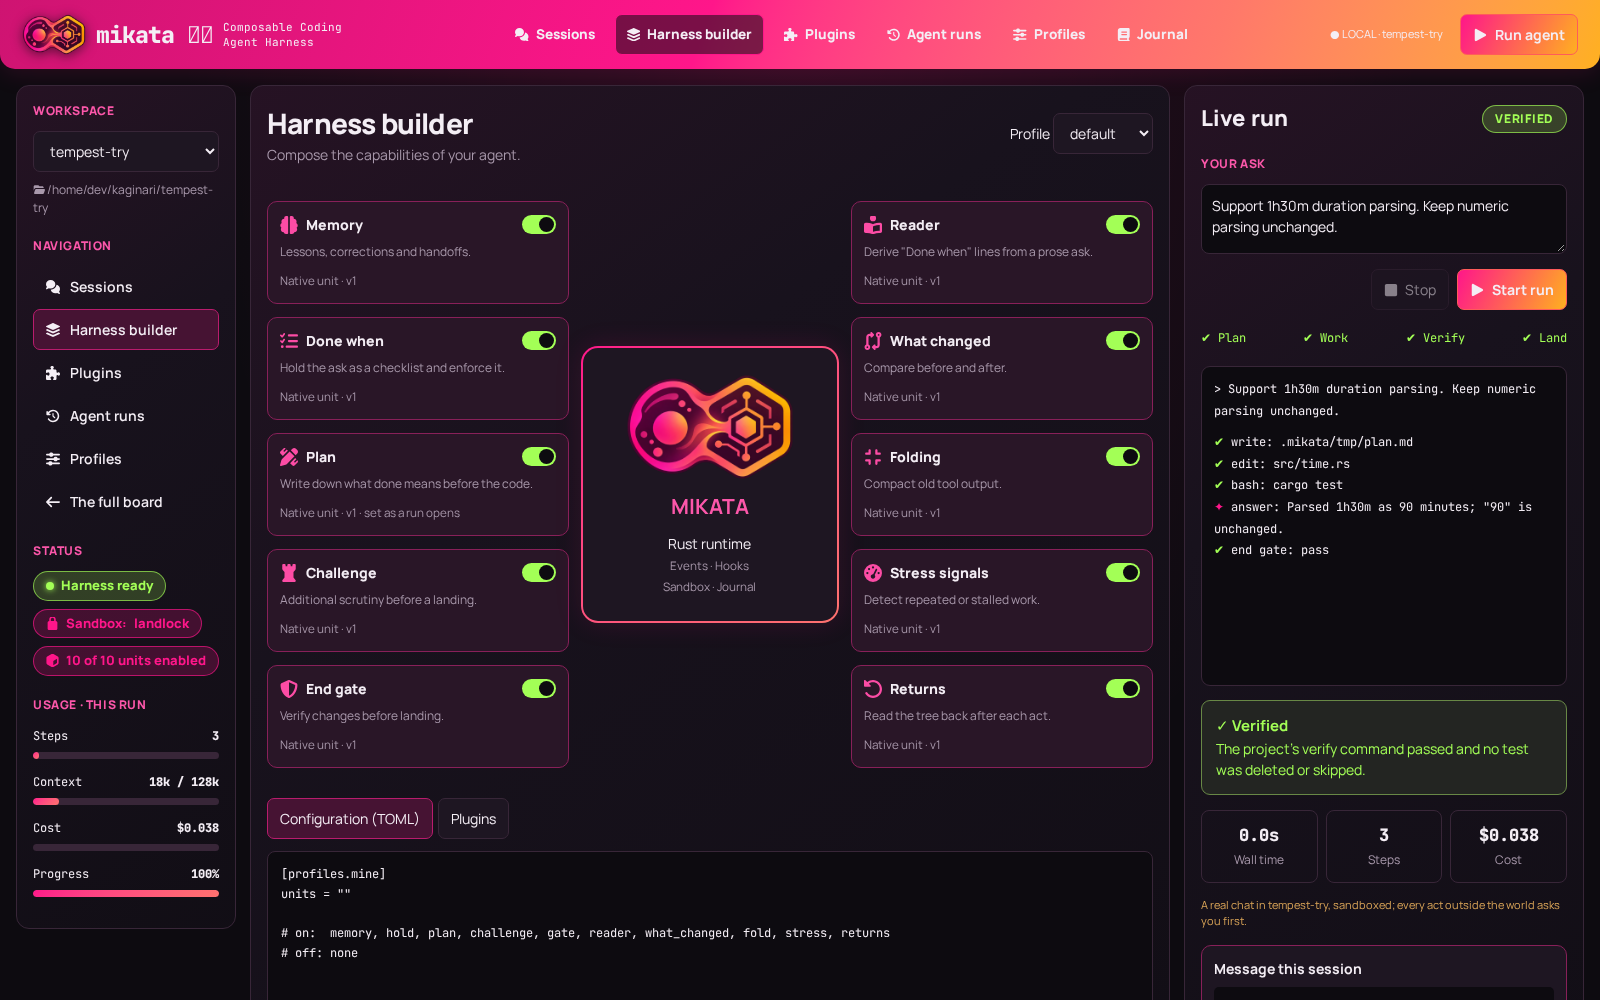 mikata
Composable Coding
Agent Harness
Sessions
Harness builder
Plugins
Agent runs
Profiles
Journal
LOCAL · tempest-try
Run agent
WORKSPACE
tempest-try
/home/dev/kaginari/tempest-
try
NAVIGATION
Sessions
Harness builder
Plugins
Agent runs
Profiles
The full board
STATUS
Harness ready
Sandbox: landlock
10 of 10 units enabled
USAGE · THIS RUN
Steps 3
Context 18k / 128k
Cost $0.038
Progress 100%
Harness builder
Compose the capabilities of your agent.
Profile default
Memory
Lessons, corrections and handoffs.
Native unit · v1
Done when
Hold the ask as a checklist and enforce it.
Native unit · v1
Plan
Write down what done means before the code.
Native unit · v1 · set as a run opens
Challenge
Additional scrutiny before a landing.
Native unit · v1
End gate
Verify changes before landing.
Native unit · v1
MIKATA
Rust runtime
Events · Hooks
Sandbox · Journal
Reader
Derive "Done when" lines from a prose ask.
Native unit · v1
What changed
Compare before and after.
Native unit · v1
Folding
Compact old tool output.
Native unit · v1
Stress signals
Detect repeated or stalled work.
Native unit · v1
Returns
Read the tree back after each act.
Native unit · v1
Configuration (TOML)
Plugins
[profiles.mine]
units = ""
# on:  memory, hold, plan, challenge, gate, reader, what_changed, fold, stress, returns
# off: none
Live run
VERIFIED
YOUR ASK
Support 1h30m duration parsing. Keep numeric
parsing unchanged.
Stop
Start run
✔ Plan
✔ Work
✔ Verify
✔ Land
> Support 1h30m duration parsing. Keep numeric
parsing unchanged.
✔ write: .mikata/tmp/plan.md
✔ edit: src/time.rs
✔ bash: cargo test
✦ answer: Parsed 1h30m as 90 minutes; "90" is
unchanged.
✔ end gate: pass
✓ Verified
The project's verify command passed and no test
was deleted or skipped.
0.0s
Wall time
3
Steps
$0.038
Cost
A real chat in tempest-try, sandboxed; every act outside the world asks
you first.
Message this session